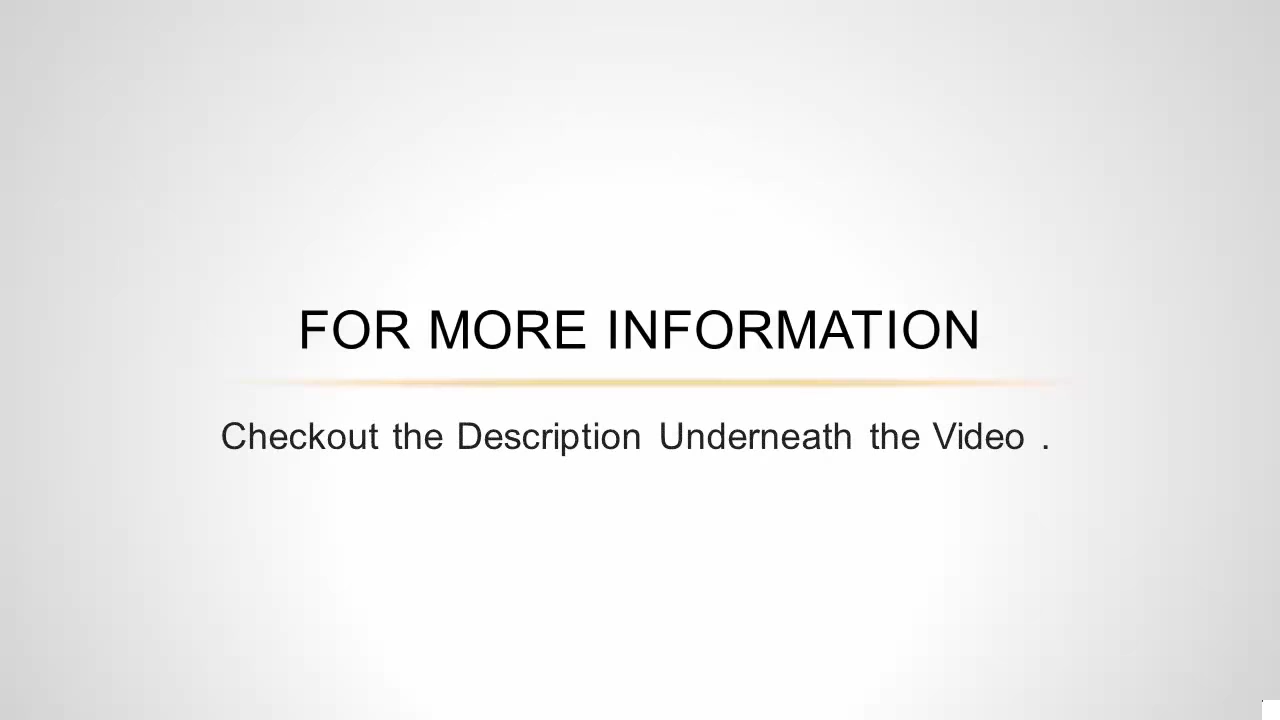 FOR MORE INFORMATION
Checkout the Description Underneath the Video .